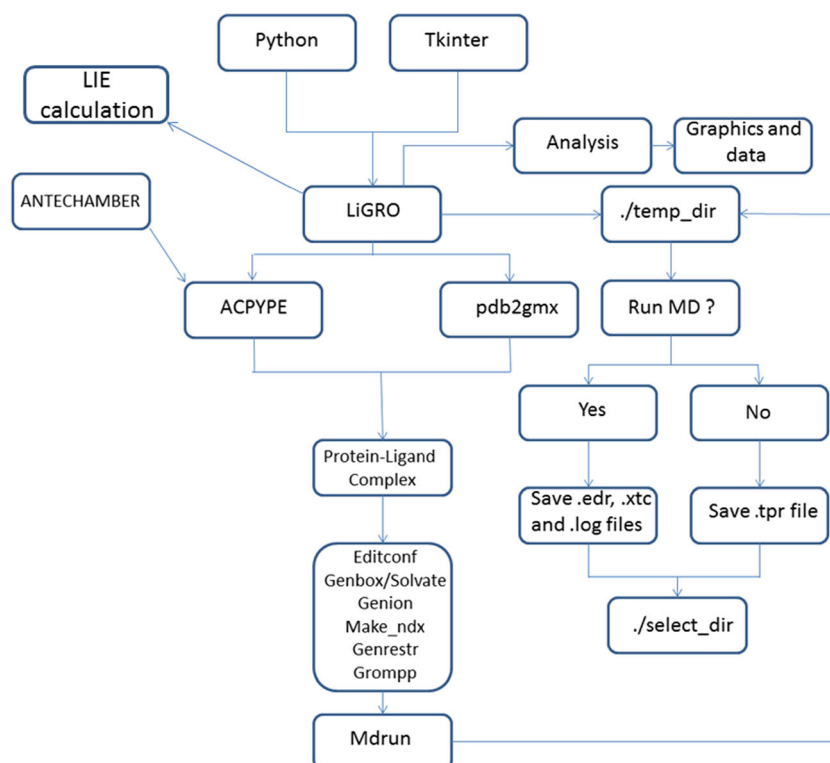 Python
Tkinter
LIE
calculation
Analysis
Graphics and
data
ANTECHAMBER
LiGRO
./temp_dir
ACPYPE
pdb2gmx
Run MD ?
Yes
No
Protein-Ligand
Complex
Save .edr, .xtc
and .log files
Save .tpr file
Editconf
Genbox/Solvate
Genion
Make_ndx
Genrestr
Grompp
./select_dir
Mdrun